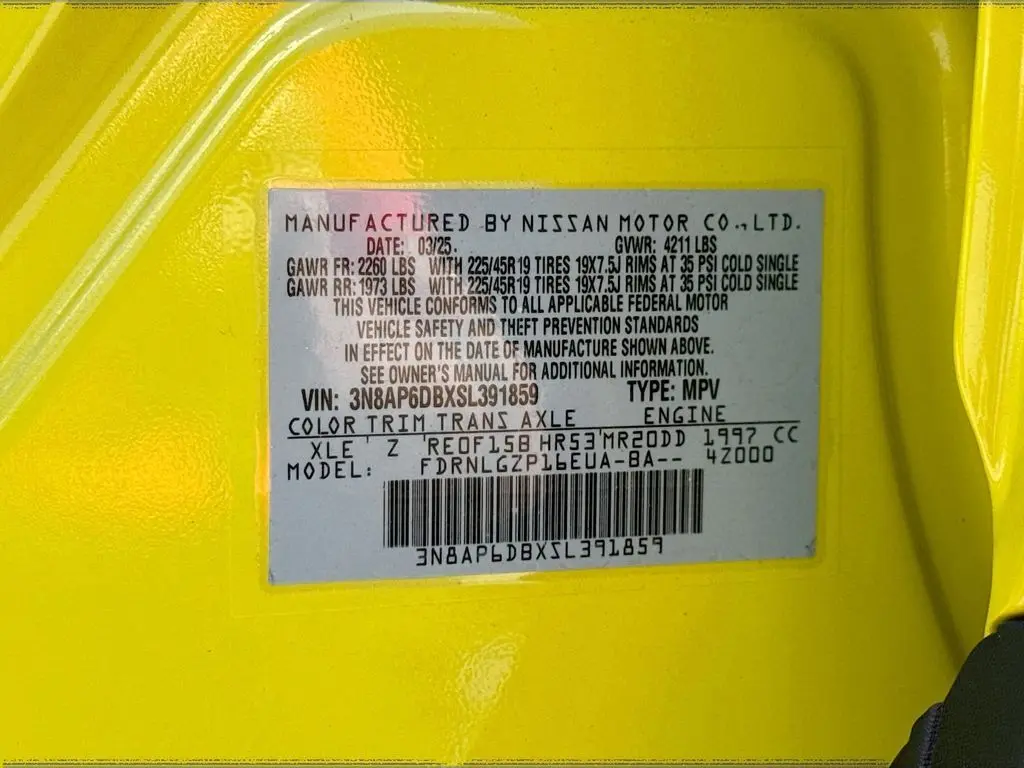 MANUFACTURED BY NISSAN MOTOR CO.,LTD.
DATE: 03/25. GVWR: 4211 LBS
GAWR FR: 2260 LBS WITH 225/45R19 TIRES 19X7.5J RIMS AT 35 PSI COLD SINGLE
GAWR RR: 1973 LBS WITH 225/45R19 TIRES 19X7.5J RIMS AT 35 PSI COLD SINGLE
THIS VEHICLE CONFORMS TO ALL APPLICABLE FEDERAL MOTOR
VEHICLE SAFETY AND THEFT PREVENTION STANDARDS
IN EFFECT ON THE DATE OF MANUFACTURE SHOWN ABOVE.
SEE OWNER'S MANUAL FOR ADDITIONAL INFORMATION.
VIN: 3N8AP6DBXSL391859 TYPE: MPV
COLOR TRIM TRANS AXLE ENGINE
XLE Z RE0F15B HR53 MR20DD 1997 CC
MODEL: FDRNLGZP16EUA-BA-- 4Z000
3N8AP6DBXSL391859